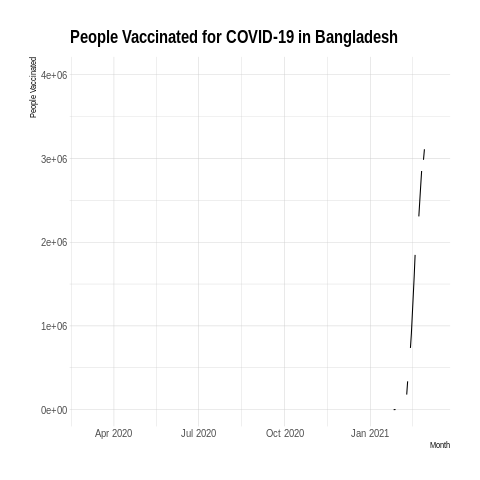 People Vaccinated for COVID-19 in Bangladesh
People Vaccinated
4e+06
3e+06
2e+06
1e+06
0e+00
Apr 2020
Jul 2020
Oct 2020
Jan 2021
Month